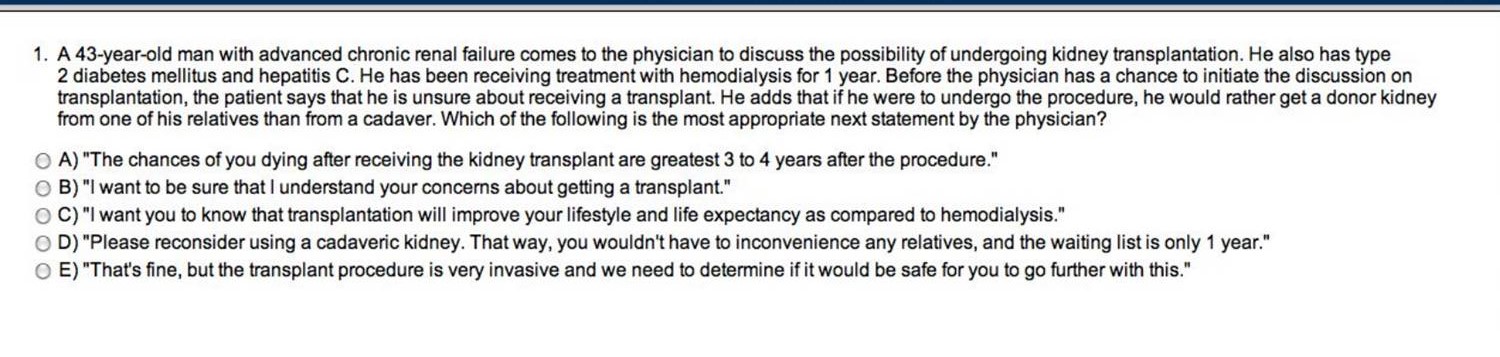 1. A 43-year-old man with advanced chronic renal failure comes to the physician to discuss the possibility of undergoing kidney transplantation. He also has type
2 diabetes mellitus and hepatitis C. He has been receiving treatment with hemodialysis for 1 year. Before the physician has a chance to initiate the discussion on
transplantation, the patient says that he is unsure about receiving a transplant. He adds that if he were to undergo the procedure, he would rather get a donor kidney
from one of his relatives than from a cadaver. Which of the following is the most appropriate next statement by the physician?
A) "The chances of you dying after receiving the kidney transplant are greatest 3 to 4 years after the procedure."
B) "I want to be sure that I understand your concerns about getting a transplant."
C) "I want you to know that transplantation will improve your lifestyle and life expectancy as compared to hemodialysis."
D) "Please reconsider using a cadaveric kidney. That way, you wouldn't have to inconvenience any relatives, and the waiting list is only 1 year."
E) "That's fine, but the transplant procedure is very invasive and we need to determine if it would be safe for you to go further with this."